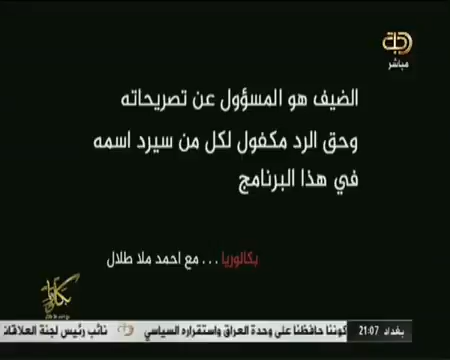 دجلة
مباشر
الضيف هو المسؤول عن تصريحاته
وحق الرد مكفول لكل من سيرد اسمه
في هذا البرنامج
بكالوريا ... مع احمد ملا طلال
بغداد 21:07 كوننا حافظنا على وحدة العراق واستقراره السياسي نائب رئيس لجنة العلاقات